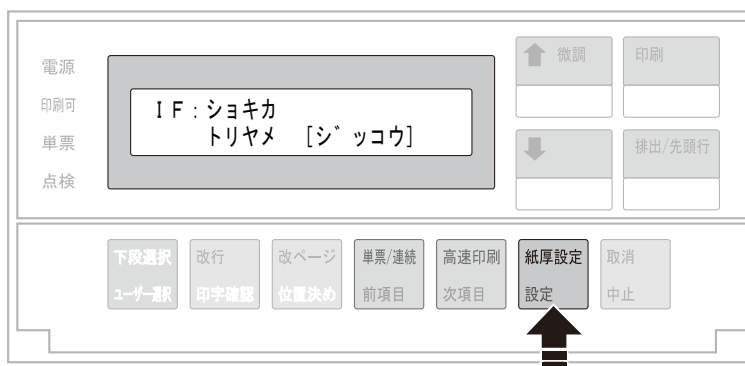 電源
印刷可
単票
点検
ＩＦ：ショキカ
トリヤメ　［ジッコウ］
微調
印刷
排出/先頭行
下段選択
ユーザー選択
改行
印字確認
改ページ
位置決め
単票/連続
前項目
高速印刷
次項目
紙厚設定
設定
取消
中止